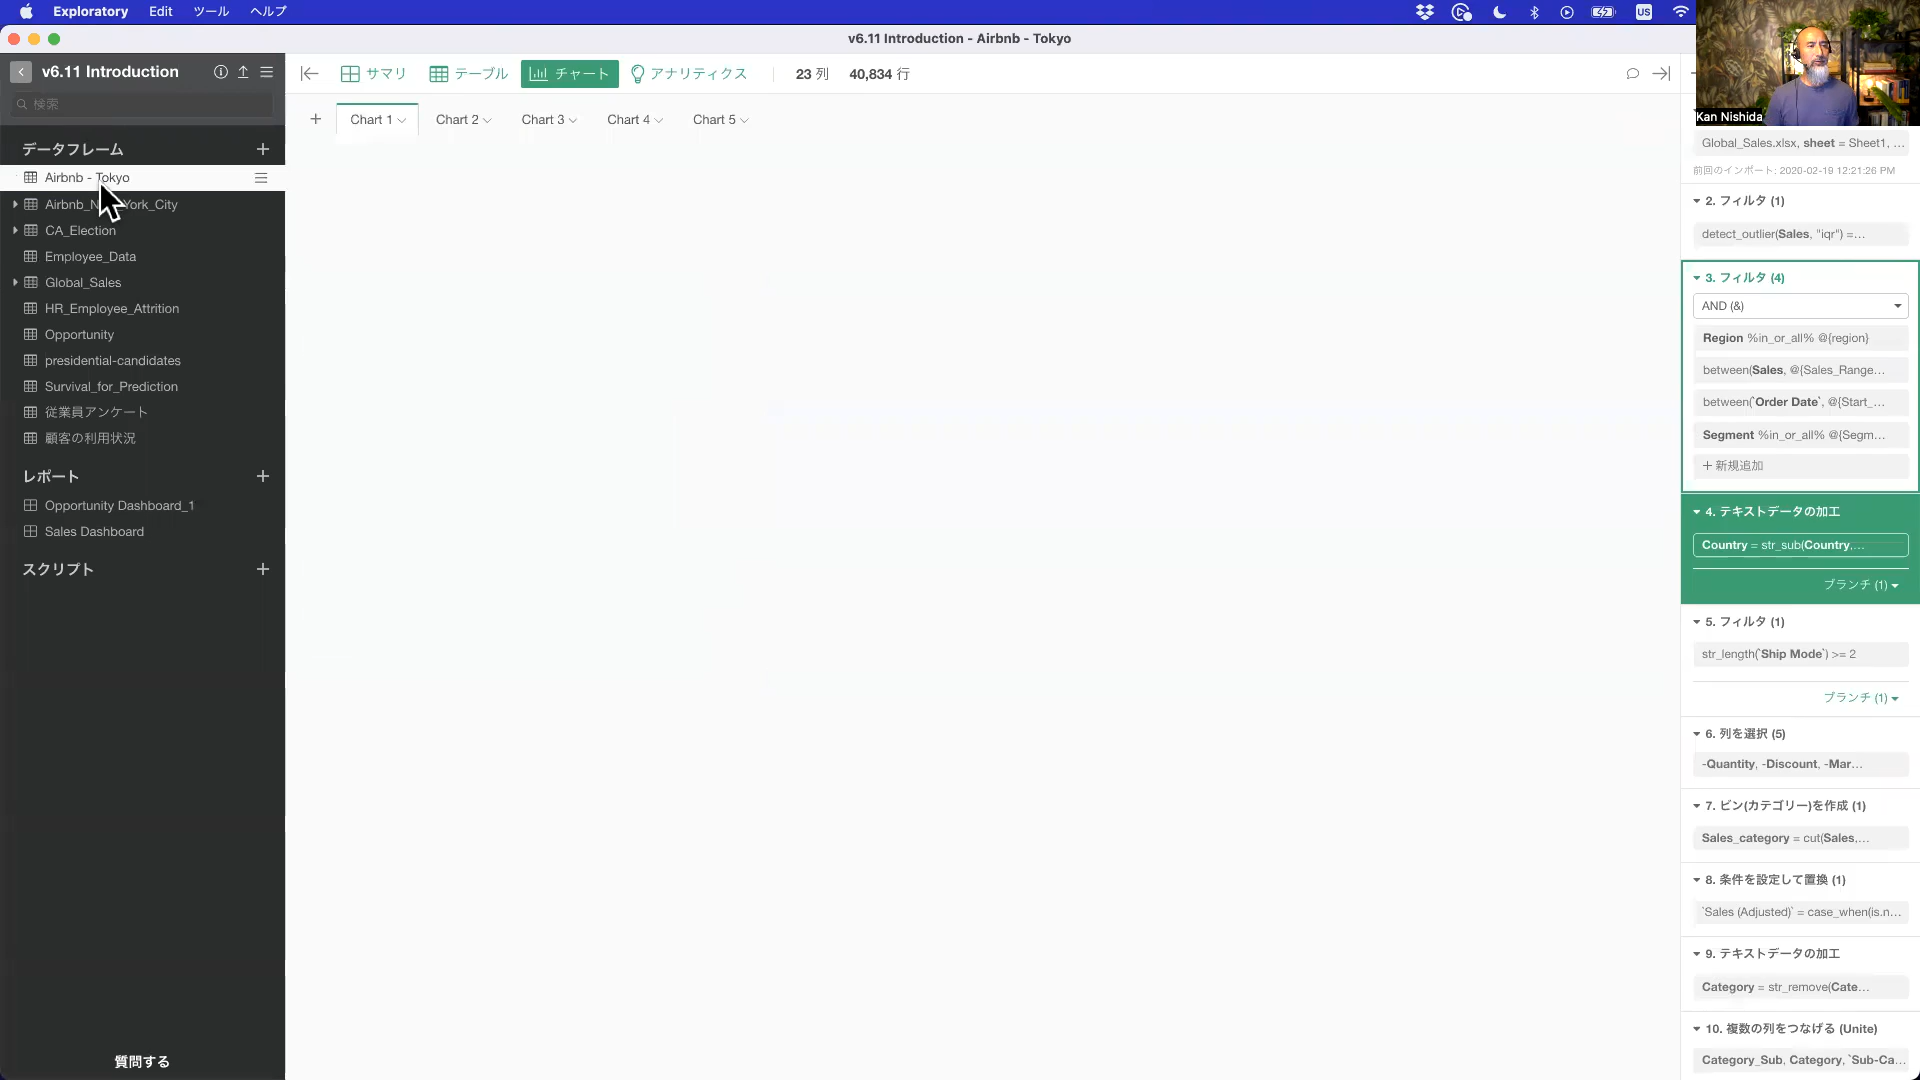 Exploratory Edit ツール ヘルプ
US
v6.11 Introduction - Airbnb - Tokyo
v6.11 Introduction
検索
データフレーム
Airbnb - Tokyo
CA_Election
Employee_Data
Global_Sales
HR_Employee_Attrition
Opportunity
presidential-candidates
Survival_for_Prediction
従業員アンケート
顧客の利用状況
レポート
Opportunity Dashboard_1
Sales Dashboard
スクリプト
質問する
サマリ テーブル チャート アナリティクス 23 列 40,834 行
Chart 1 Chart 2 Chart 3 Chart 4 Chart 5
Kan Nishida
Global_Sales.xlsx, sheet = Sheet1, ...
前回のインポート: 2020-02-19 12:21:26 PM
2. フィルタ (1)
detect_outlier(Sales, "iqr") =...
3. フィルタ (4)
AND (&)
Region %in_or_all% @{region}
between(Sales, @{Sales_Range...
between(`Order Date`, @{Start_...
Segment %in_or_all% @{Segm...
+ 新規追加
4. テキストデータの加工
Country = str_sub(Country,...
ブランチ (1)
5. フィルタ (1)
str_length(`Ship Mode`) >= 2
ブランチ (1)
6. 列を選択 (5)
-Quantity, -Discount, -Mar...
7. ビン(カテゴリー)を作成 (1)
Sales_category = cut(Sales,...
8. 条件を設定して置換 (1)
`Sales (Adjusted)` = case_when(is.n...
9. テキストデータの加工
Category = str_remove(Cate...
10. 複数の列をつなげる (Unite)
Category_Sub, Category, `Sub-Ca...